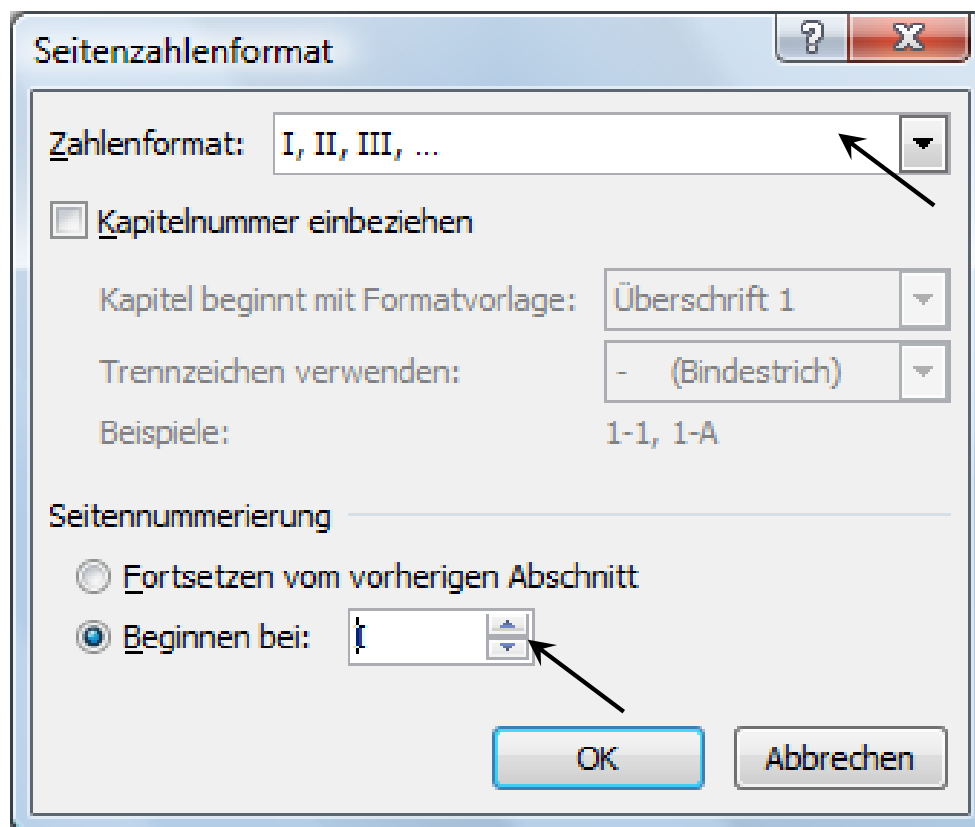 Seitenzahlenformat
Zahlenformat: I, II, III, ...
Kapitelnummer einbeziehen
Kapitel beginnt mit Formatvorlage: Überschrift 1
Trennzeichen verwenden: - (Bindestrich)
Beispiele: 1-1, 1-A
Seitennummerierung
Fortsetzen vom vorherigen Abschnitt
Beginnen bei: I
OK Abbrechen